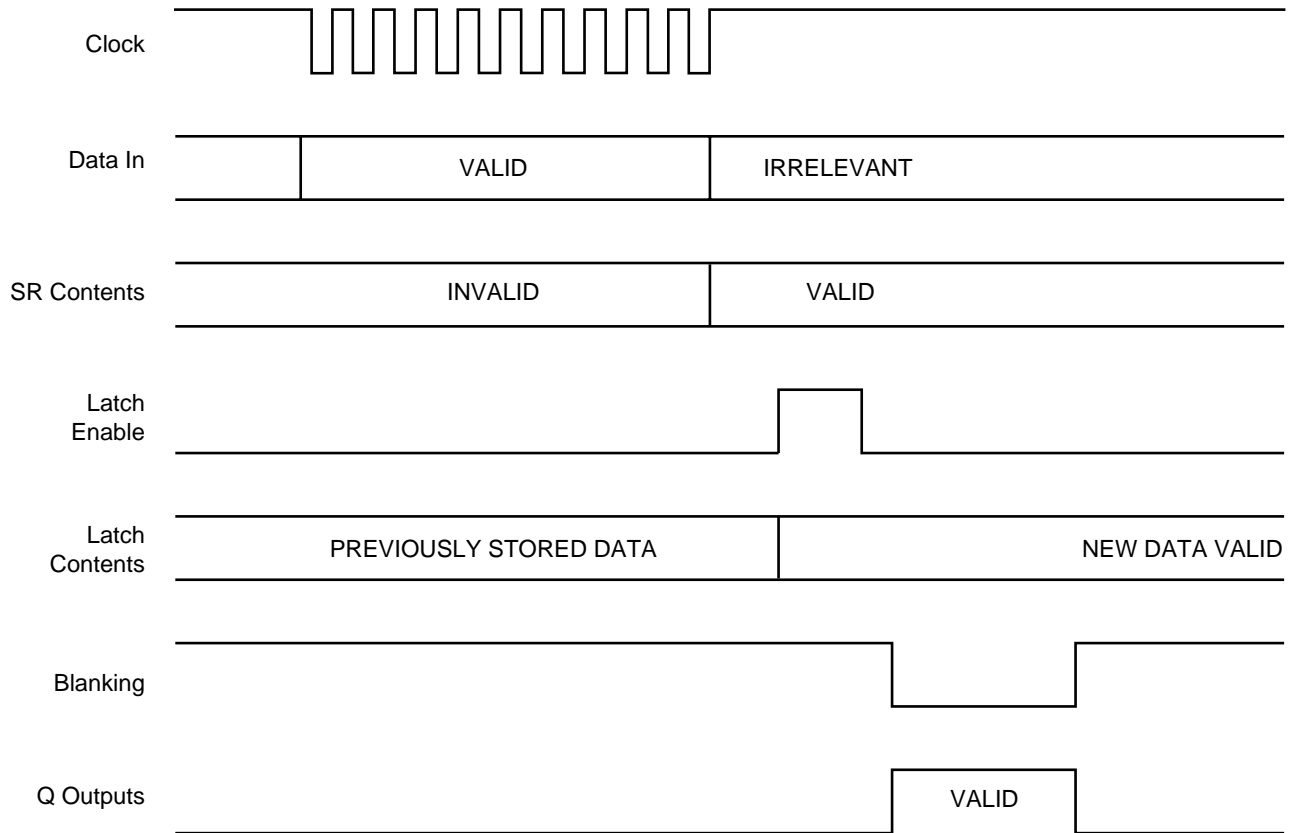 Clock
Data In
VALID
IRRELEVANT
SR Contents
INVALID
VALID
Latch
Enable
Latch
Contents
PREVIOUSLY STORED DATA
NEW DATA VALID
Blanking
Q Outputs
VALID